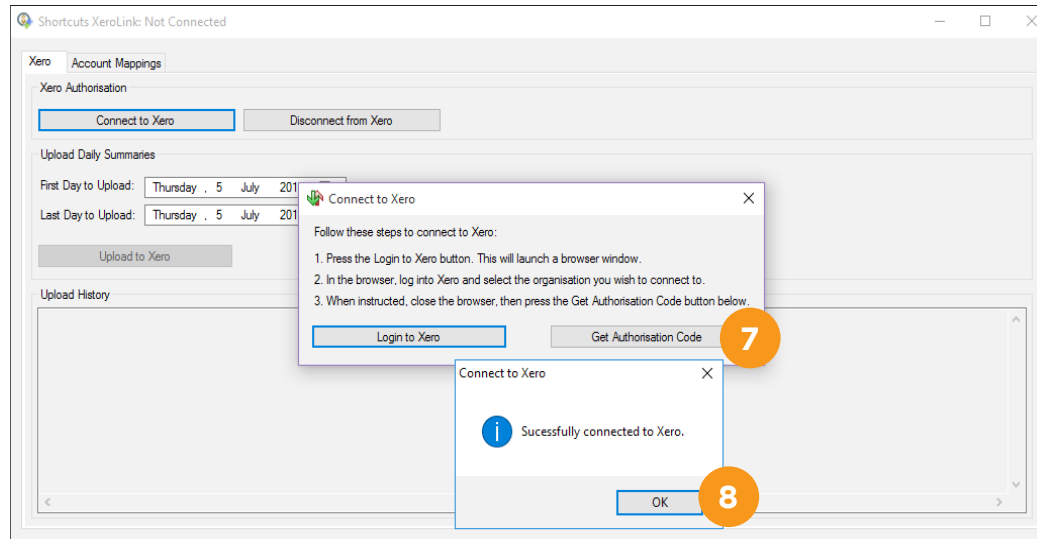 Shortcuts XeroLink: Not Connected
Xero Account Mappings
Xero Authorisation
Connect to Xero Disconnect from Xero
Upload Daily Summaries
First Day to Upload: Thursday , 5 July 201
Last Day to Upload: Thursday , 5 July 201
Upload to Xero
Upload History
Connect to Xero
Follow these steps to connect to Xero:
1. Press the Login to Xero button. This will launch a browser window.
2. In the browser, log into Xero and select the organisation you wish to connect to.
3. When instructed, close the browser, then press the Get Authorisation Code button below.
Login to Xero Get Authorisation Code 7
Connect to Xero
Sucessfully connected to Xero.
OK 8